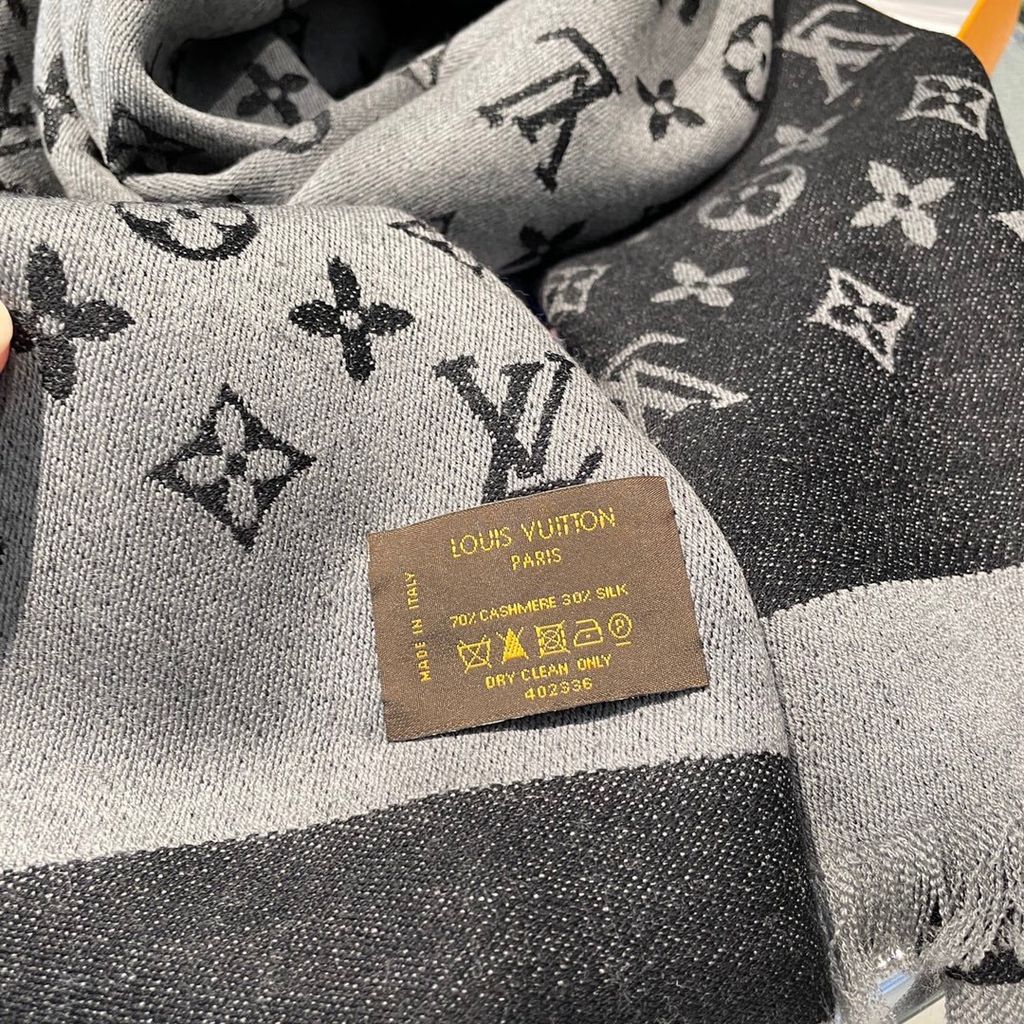 LOUIS VUITTON
PARIS
MADE IN ITALY
70% CASHMERE 30% SILK
P
DRY CLEAN ONLY
402336